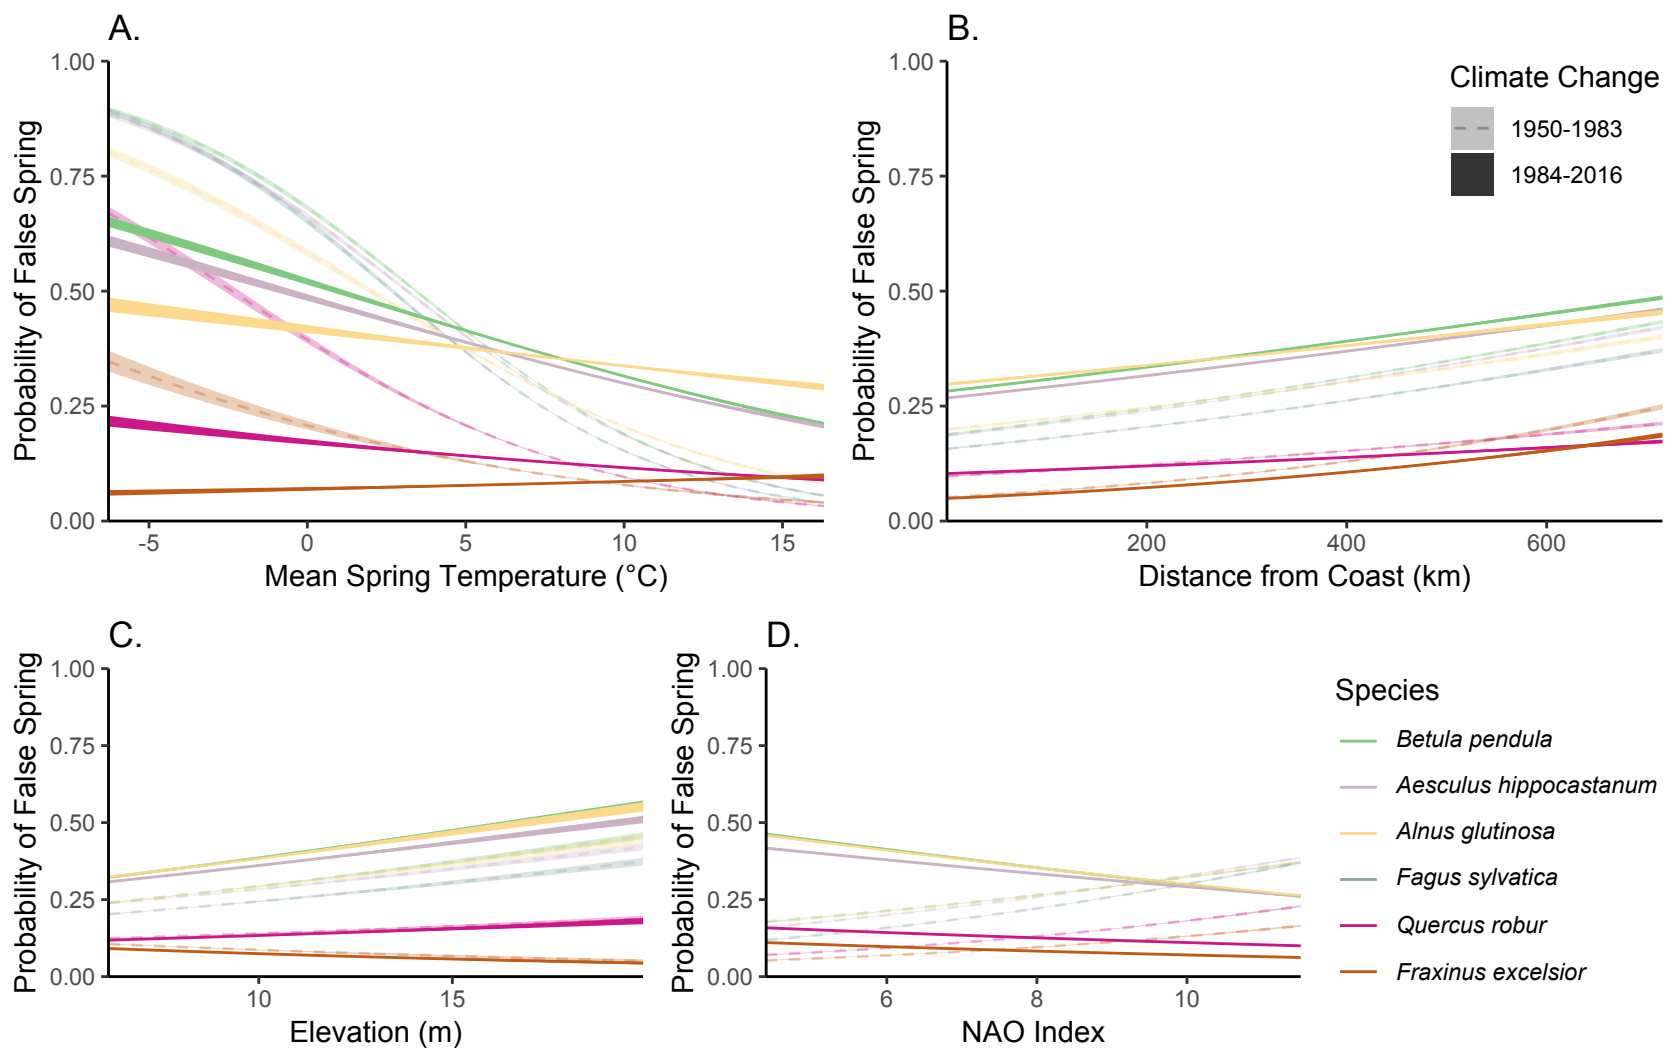 A.
Probability of False Spring
1.00
0.75
0.50
0.25
0.00
-5 0 5 10 15
Mean Spring Temperature (°C)
B.
Probability of False Spring
1.00
0.75
0.50
0.25
0.00
200 400 600
Distance from Coast (km)
Climate Change
1950-1983
1984-2016
C.
Probability of False Spring
1.00
0.75
0.50
0.25
0.00
10 15
Elevation (m)
D.
Probability of False Spring
1.00
0.75
0.50
0.25
0.00
6 8 10
NAO Index
Species
Betula pendula
Aesculus hippocastanum
Alnus glutinosa
Fagus sylvatica
Quercus robur
Fraxinus excelsior